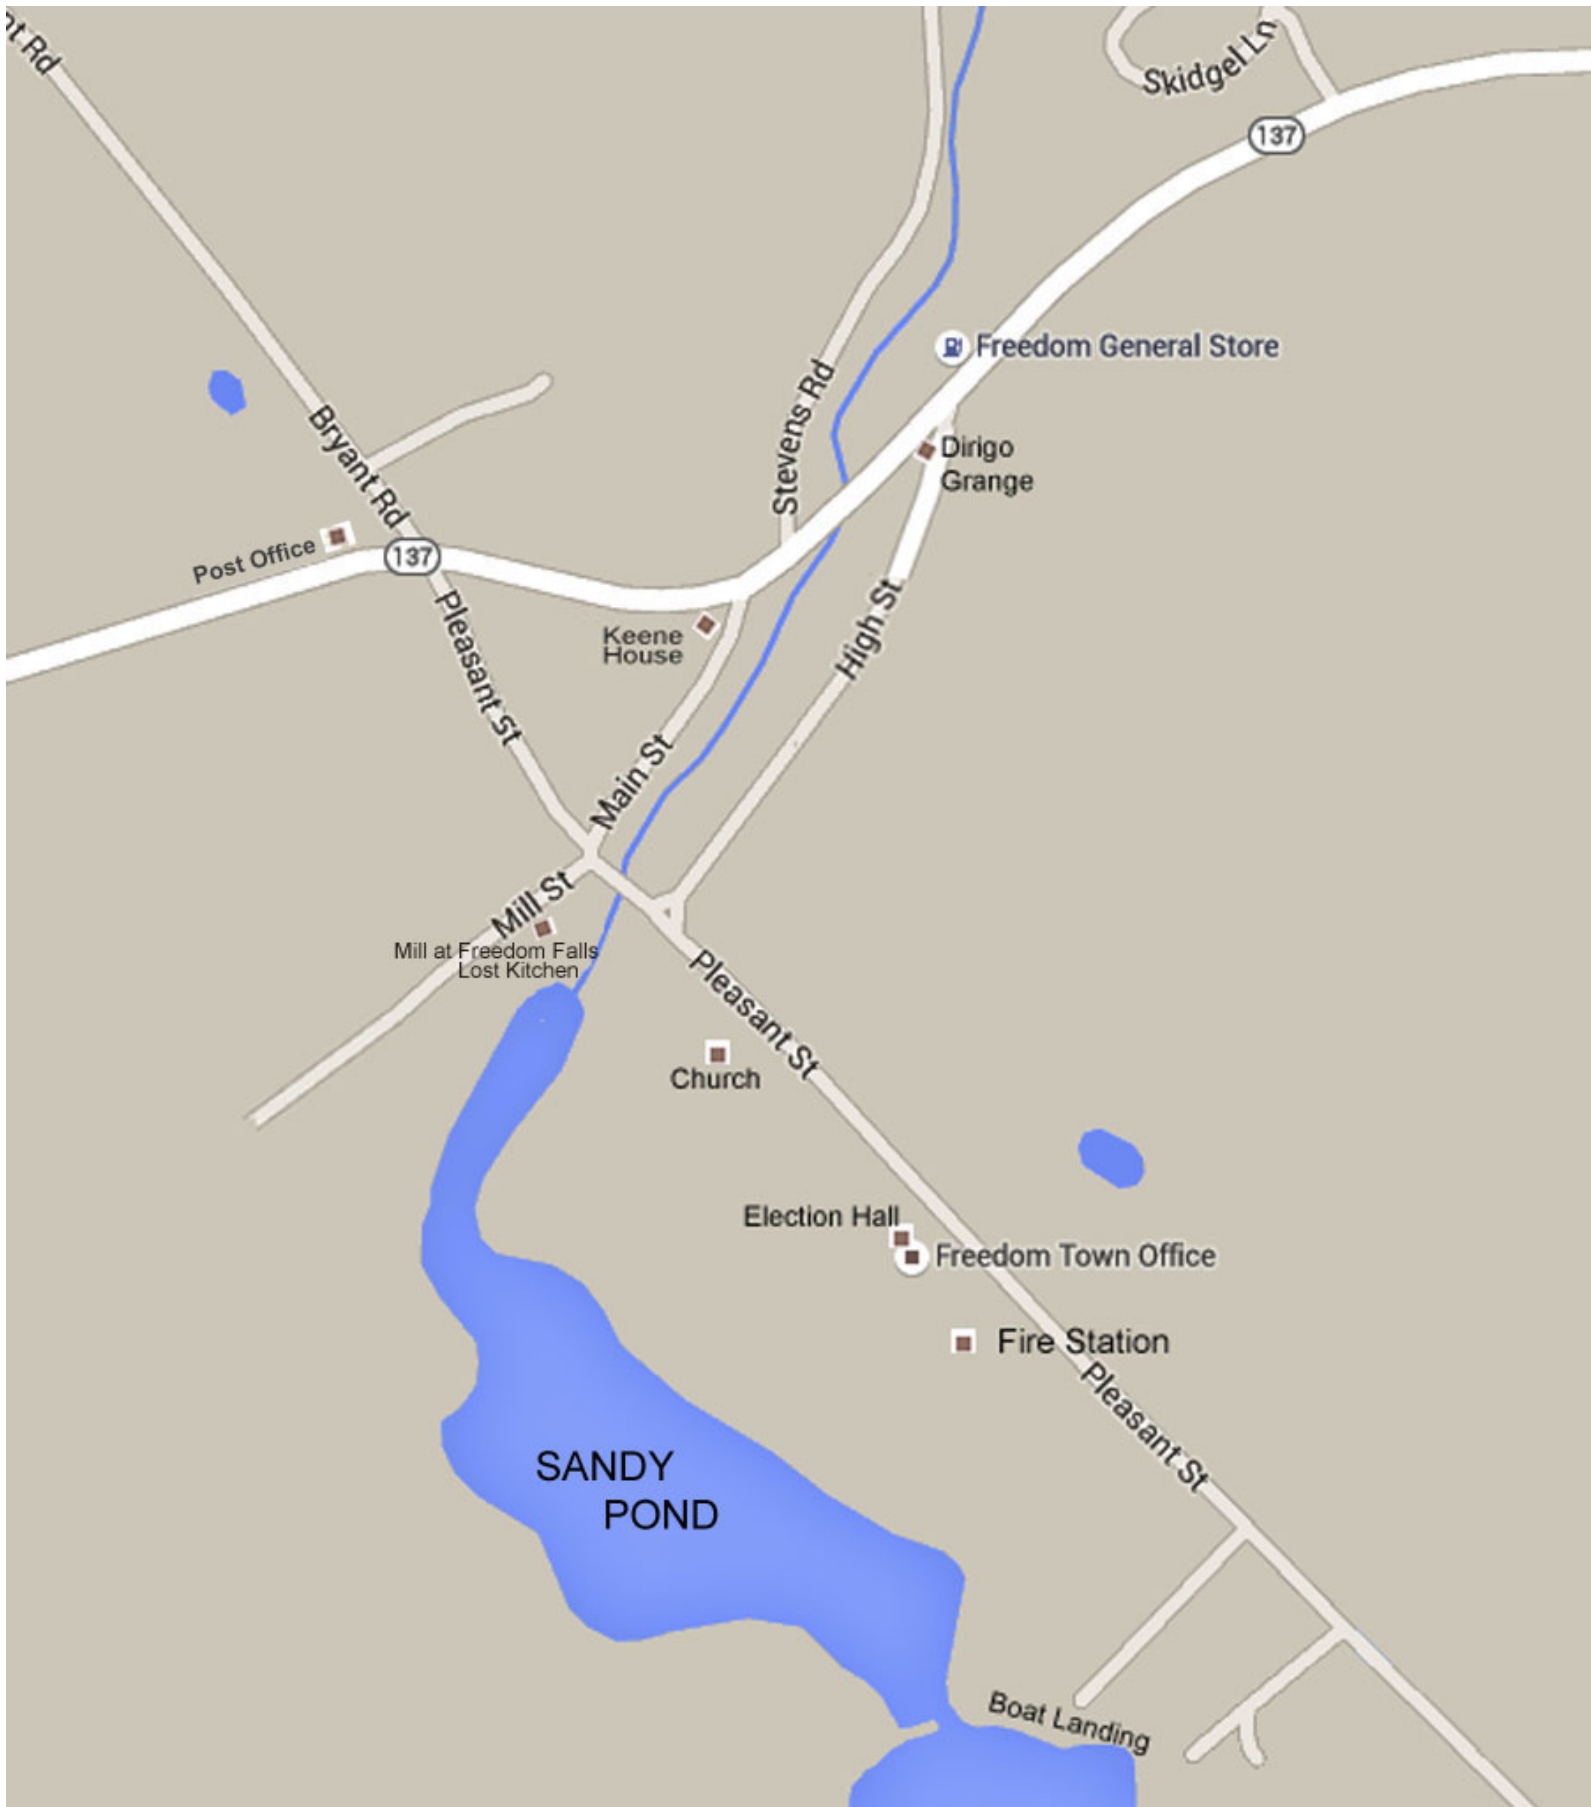 nt Rd
Skidgel Ln
137
Freedom General Store
Stevens Rd
Bryant Rd
Dirigo
Grange
Post Office
137
Pleasant St
High St
Keene
House
Main St
Mill St
Mill at Freedom Falls
Lost Kitchen
Pleasant St
Church
Election Hall
Freedom Town Office
Fire Station
Pleasant St
SANDY
POND
Boat Landing